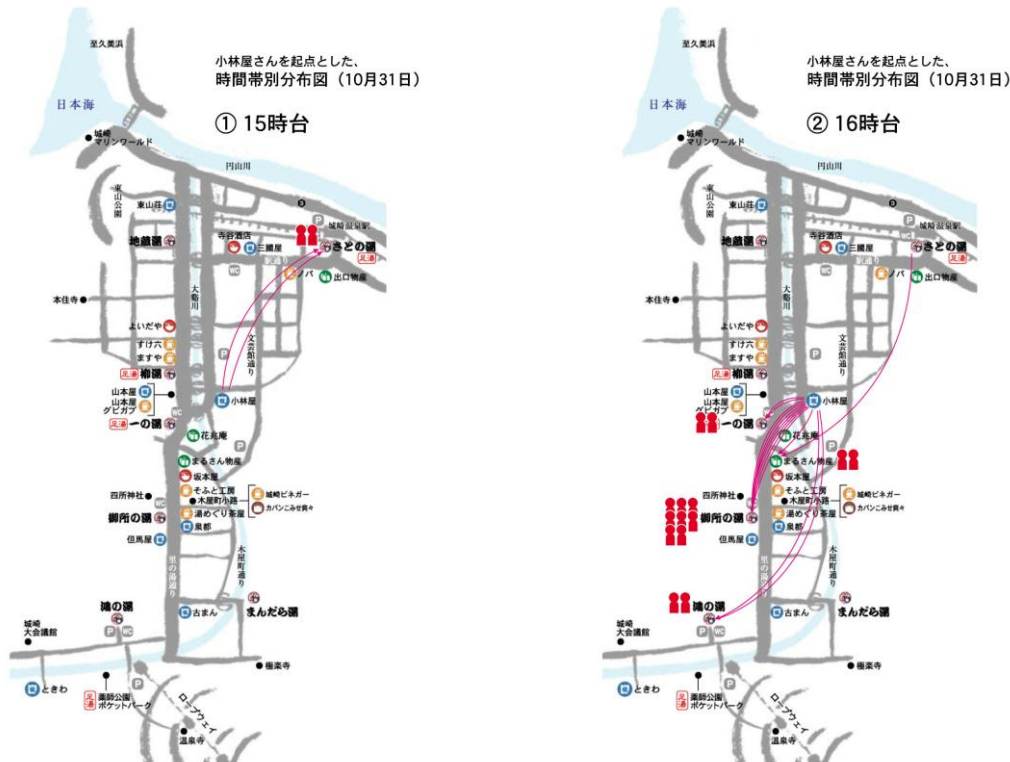 至久美浜
小林屋さんを起点とした、
時間帯別分布図（10月31日）
① 15時台
日本海
城崎
マリンワールド
円山川
東山公園
東山荘
P
城崎温泉駅
寺谷酒店
三國屋
地蔵湯
さとの湯
足湯
WC
駅通り
ノバ
出口物産
大谿川
本住寺
よいだや
すけ六
ますや
足湯
柳湯
文芸館通り
P
山本屋
山本屋
グビガブ
小林屋
WC
足湯
一の湯
花兆庵
P
まるさん物産
坂本屋
そふと工房
四所神社
木屋町小路
城崎ビネガー
カバンこみせ爽々
WC
御所の湯
湯めぐり茶屋
泉都
但馬屋
里の湯通り
木屋町通り
鴻の湯
古まん
まんだら湯
城崎
大会議館
P
WC
極楽寺
ときわ
足湯
薬師公園
ポケットパーク
P
ロープウェイ
温泉寺
至久美浜
小林屋さんを起点とした、
時間帯別分布図（10月31日）
② 16時台
日本海
城崎
マリンワールド
円山川
東山公園
東山荘
P
城崎温泉駅
寺谷酒店
三國屋
地蔵湯
さとの湯
足湯
WC
駅通り
ノバ
出口物産
大谿川
本住寺
よいだや
すけ六
ますや
足湯
柳湯
文芸館通り
P
山本屋
山本屋
グビガブ
小林屋
WC
一の湯
花兆庵
P
まるさん物産
坂本屋
そふと工房
四所神社
木屋町小路
城崎ビネガー
カバンこみせ爽々
WC
御所の湯
湯めぐり茶屋
泉都
但馬屋
里の湯通り
木屋町通り
鴻の湯
古まん
まんだら湯
城崎
大会議館
P
WC
極楽寺
ときわ
足湯
薬師公園
ポケットパーク
P
ロープウェイ
温泉寺